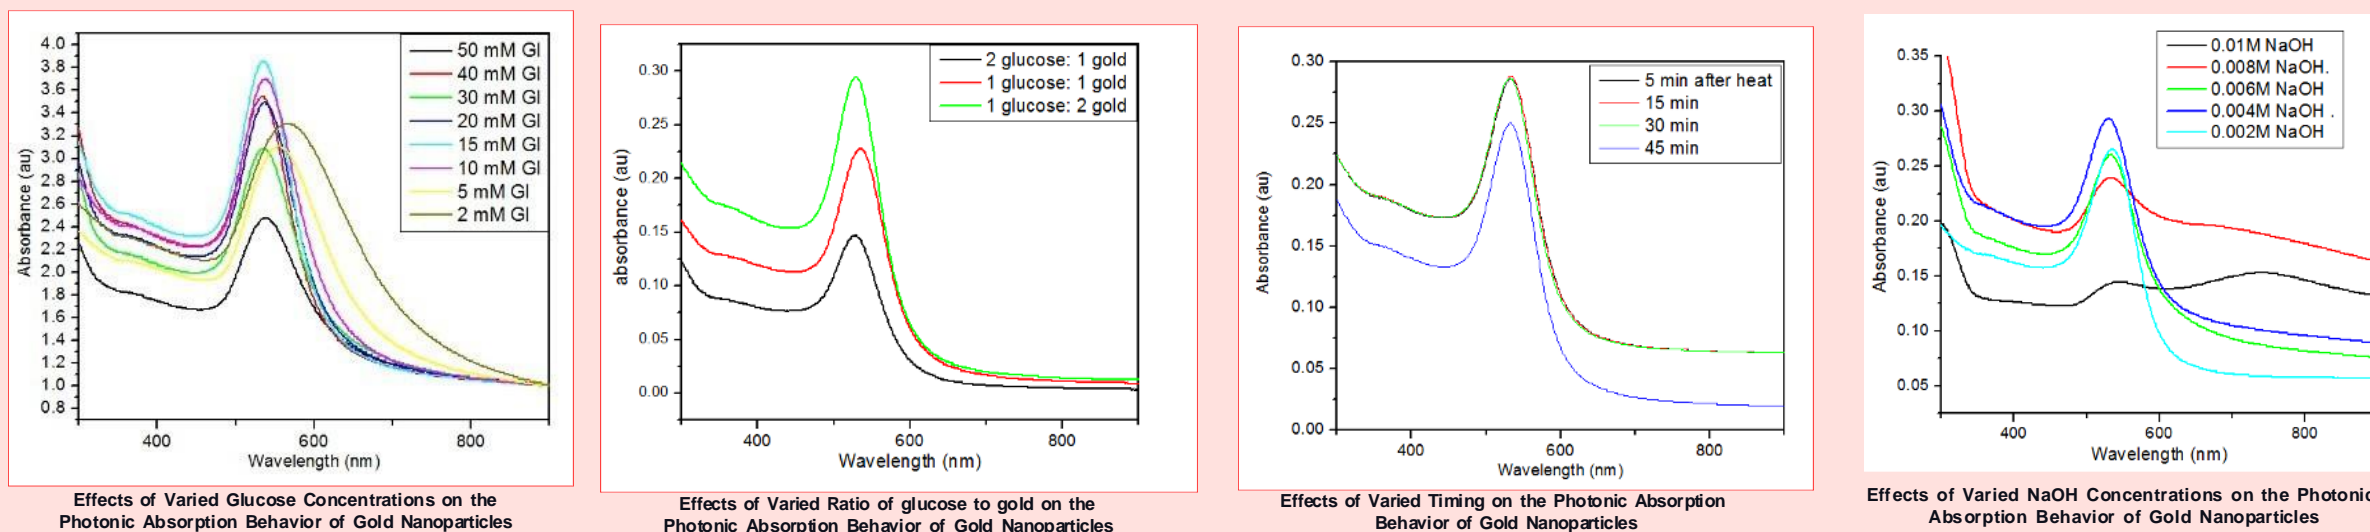 4.0
3.8
3.6
3.4
3.2
3.0
2.8
2.6
2.4
2.2
2.0
1.8
1.6
1.4
1.2
1.0
0.8
Absorbance (au)
50 mM Gl
40 mM Gl
30 mM Gl
20 mM Gl
15 mM Gl
10 mM Gl
5 mM Gl
2 mM Gl
400 600 800
Wavelength (nm)
Effects of Varied Glucose Concentrations on the
Photonic Absorption Behavior of Gold Nanoparticles
0.30
0.25
0.20
0.15
0.10
0.05
0.00
absorbance (au)
2 glucose: 1 gold
1 glucose: 1 gold
1 glucose: 2 gold
400 600 800
Wavelength (nm)
Effects of Varied Ratio of glucose to gold on the
Photonic Absorption Behavior of Gold Nanoparticles
0.30
0.25
0.20
0.15
0.10
0.05
0.00
Absorbance (au)
5 min after heat
15 min
30 min
45 min
400 600 800
Wavelength (nm)
Effects of Varied Timing on the Photonic Absorption
Behavior of Gold Nanoparticles
0.35
0.30
0.25
0.20
0.15
0.10
0.05
Absorbance (au)
0.01M NaOH
0.008M NaOH.
0.006M NaOH
0.004M NaOH .
0.002M NaOH
400 600 800
Wavelength (nm)
Effects of Varied NaOH Concentrations on the Photonic
Absorption Behavior of Gold Nanoparticles